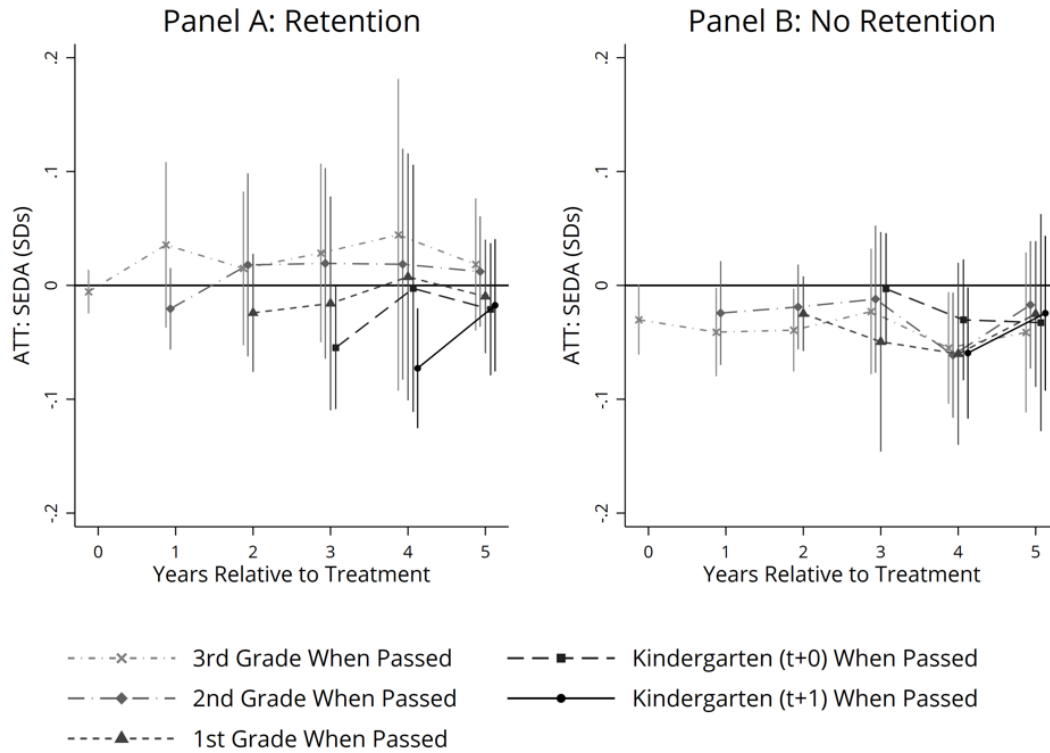 Panel A: Retention
Panel B: No Retention
ATT: SEDA (SDs)
.2
.1
0
-.1
-.2
0 1 2 3 4 5
Years Relative to Treatment
ATT: SEDA (SDs)
.2
.1
0
-.1
-.2
0 1 2 3 4 5
Years Relative to Treatment
3rd Grade When Passed
Kindergarten (t+0) When Passed
2nd Grade When Passed
Kindergarten (t+1) When Passed
1st Grade When Passed